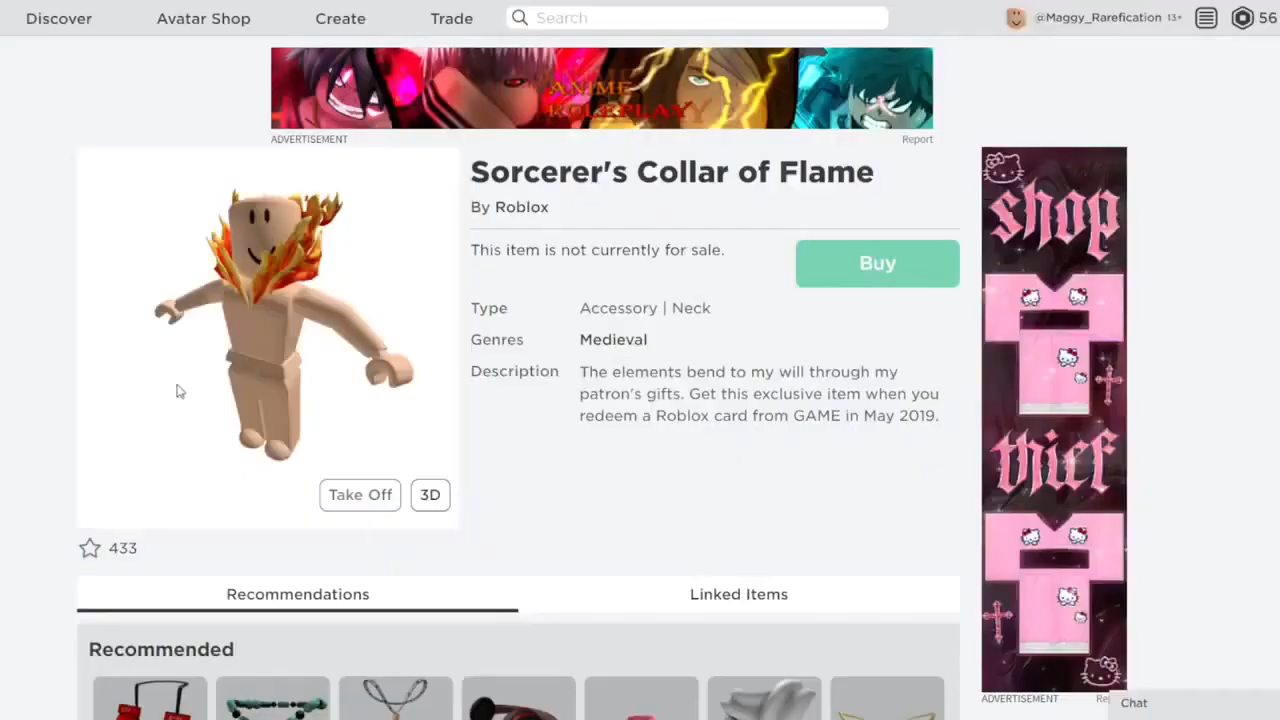 Discover
Avatar Shop
Create
Trade
Search
@Maggy_Rarefication 13+
56
ANIME
ROLEPLAY
ADVERTISEMENT
Report
Sorcerer's Collar of Flame
By Roblox
This item is not currently for sale.
Buy
Type
Accessory | Neck
Genres
Medieval
Description
The elements bend to my will through my
patron's gifts. Get this exclusive item when you
redeem a Roblox card from GAME in May 2019.
Take Off
3D
433
shop
thief
Recommendations
Linked Items
Recommended
ADVERTISEMENT
Chat